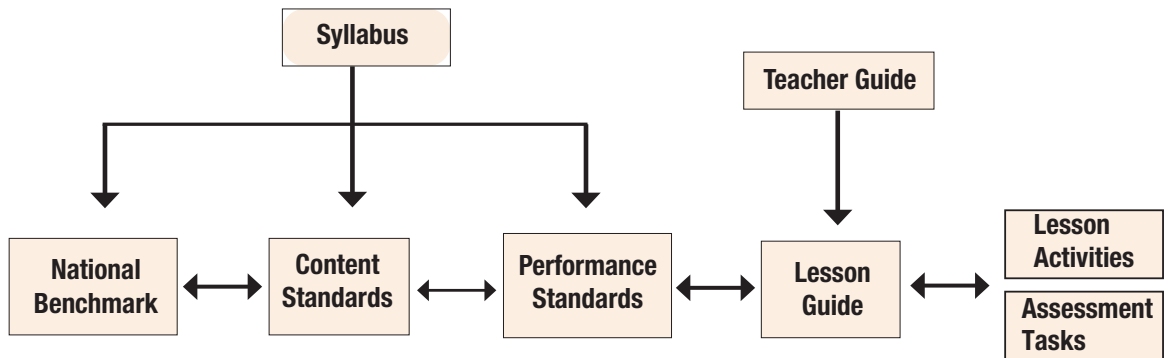 Syllabus
Teacher Guide
National
Benchmark
Content
Standards
Performance
Standards
Lesson
Guide
Lesson
Activities
Assessment
Tasks